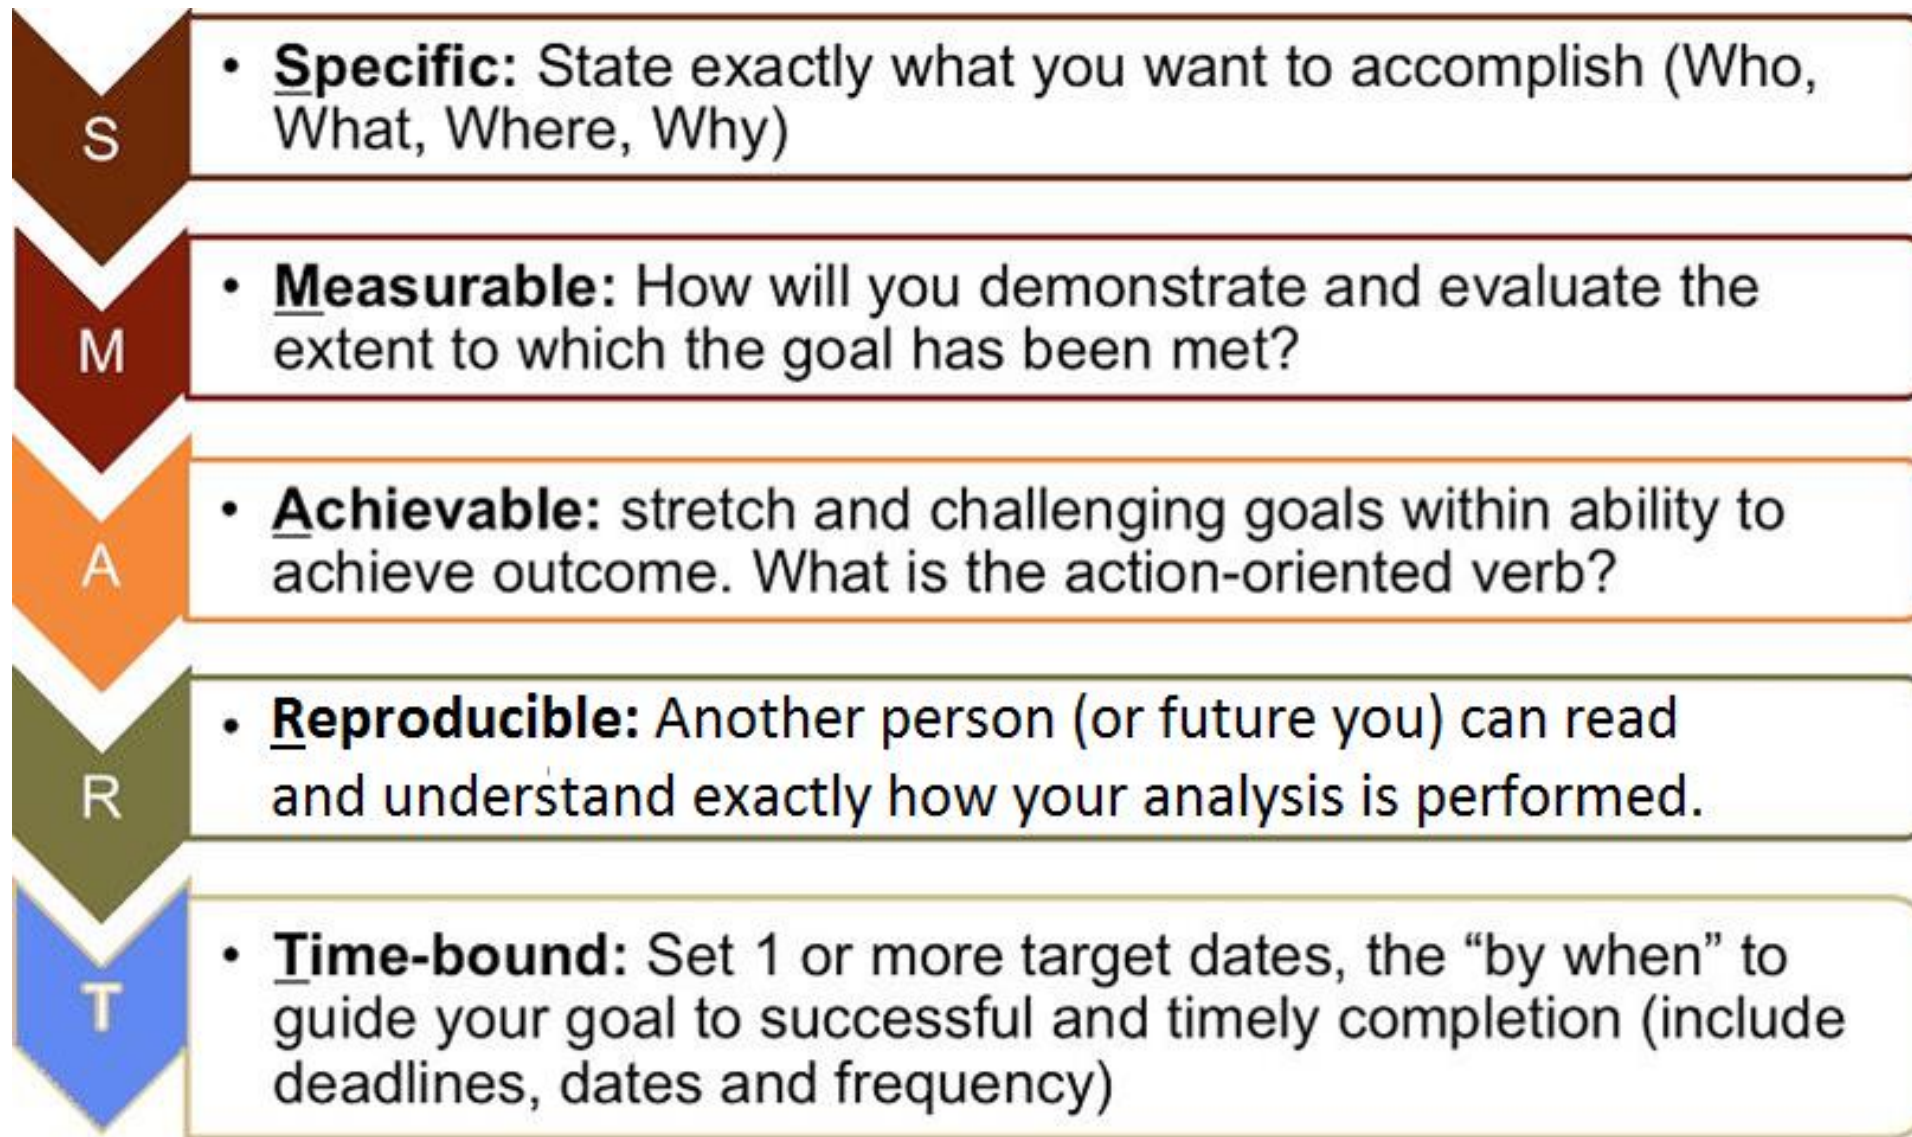 S
• Specific: State exactly what you want to accomplish (Who,
What, Where, Why)
M
• Measurable: How will you demonstrate and evaluate the
extent to which the goal has been met?
A
• Achievable: stretch and challenging goals within ability to
achieve outcome. What is the action-oriented verb?
R
• Reproducible: Another person (or future you) can read
and understand exactly how your analysis is performed.
T
• Time-bound: Set 1 or more target dates, the “by when” to
guide your goal to successful and timely completion (include
deadlines, dates and frequency)